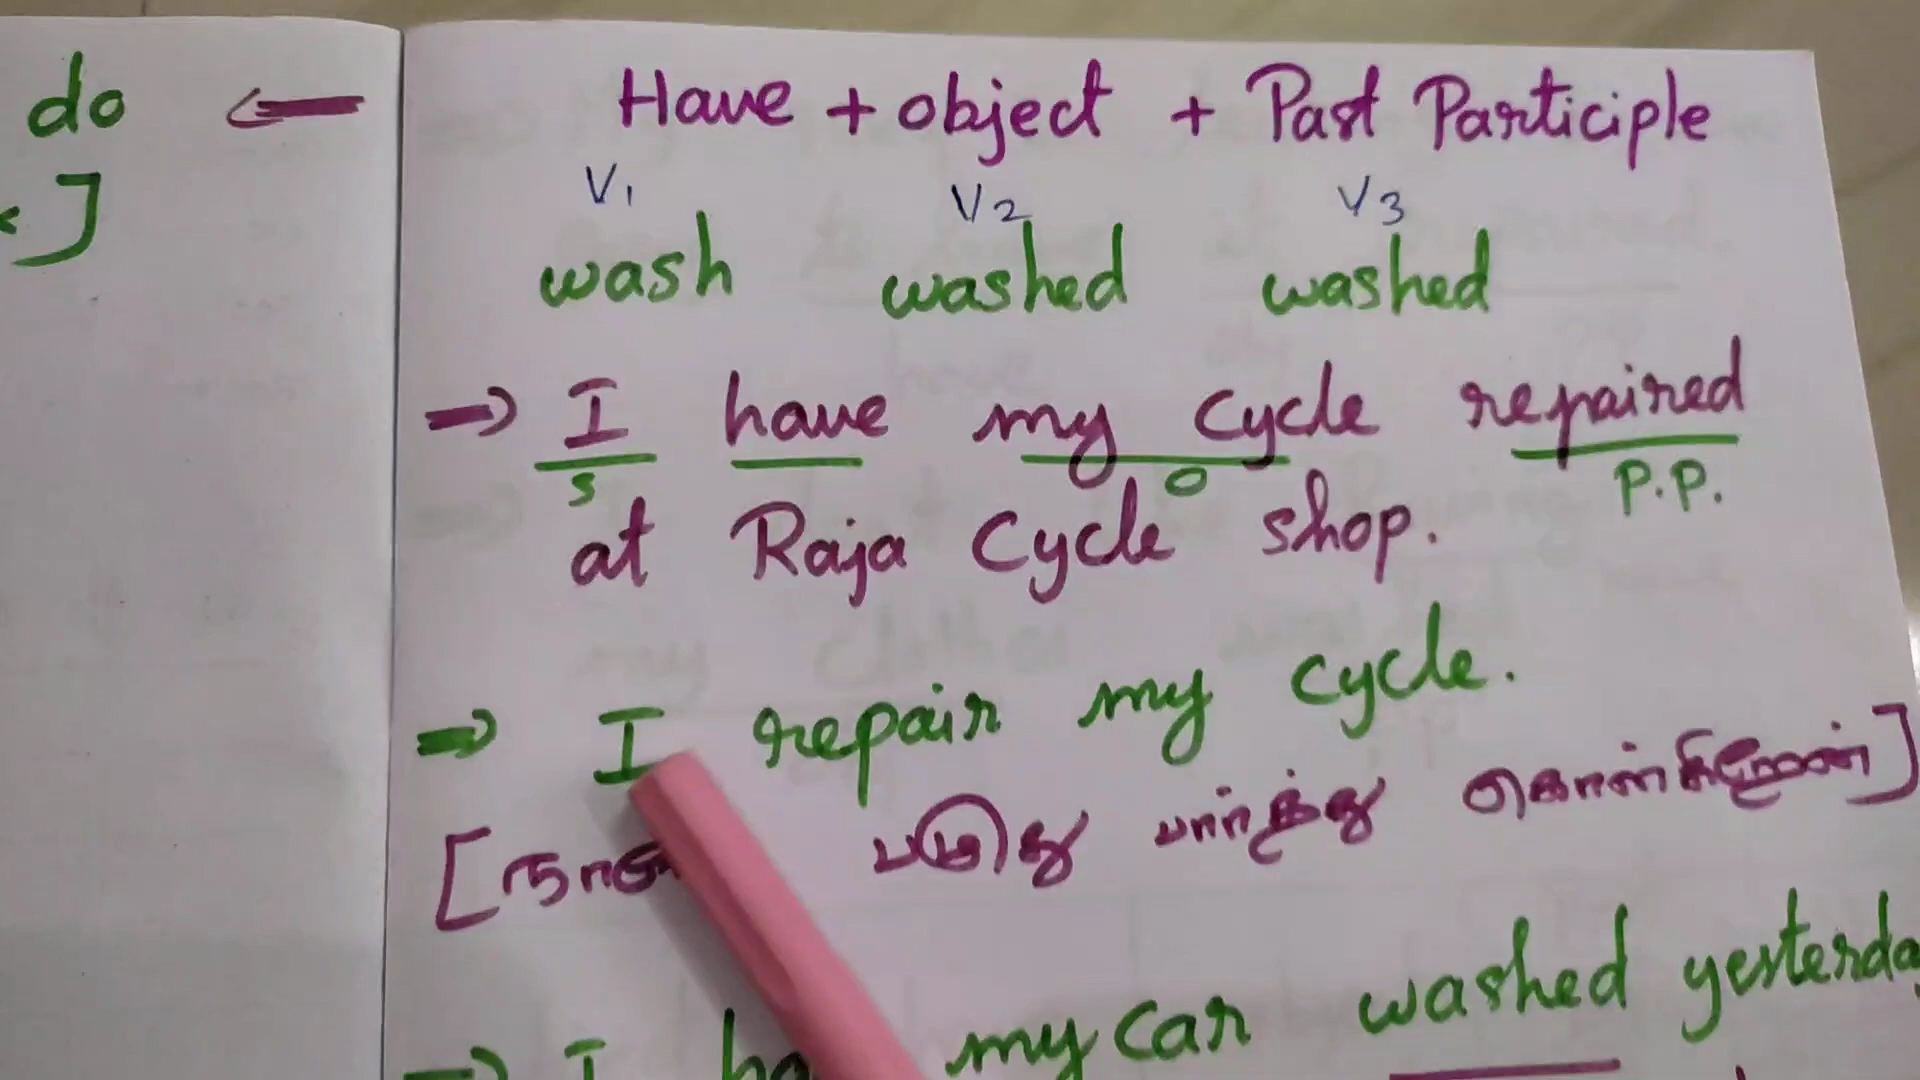 do ←
]
Have + object + Past Participle
V1 V2 V3
wash washed washed
→ I have my cycle repaired
S O P.P.
at Raja Cycle shop.
→ I repair my cycle.
[ பழுது பார்த்து கொள்கிறேன்]
→ I my car washed